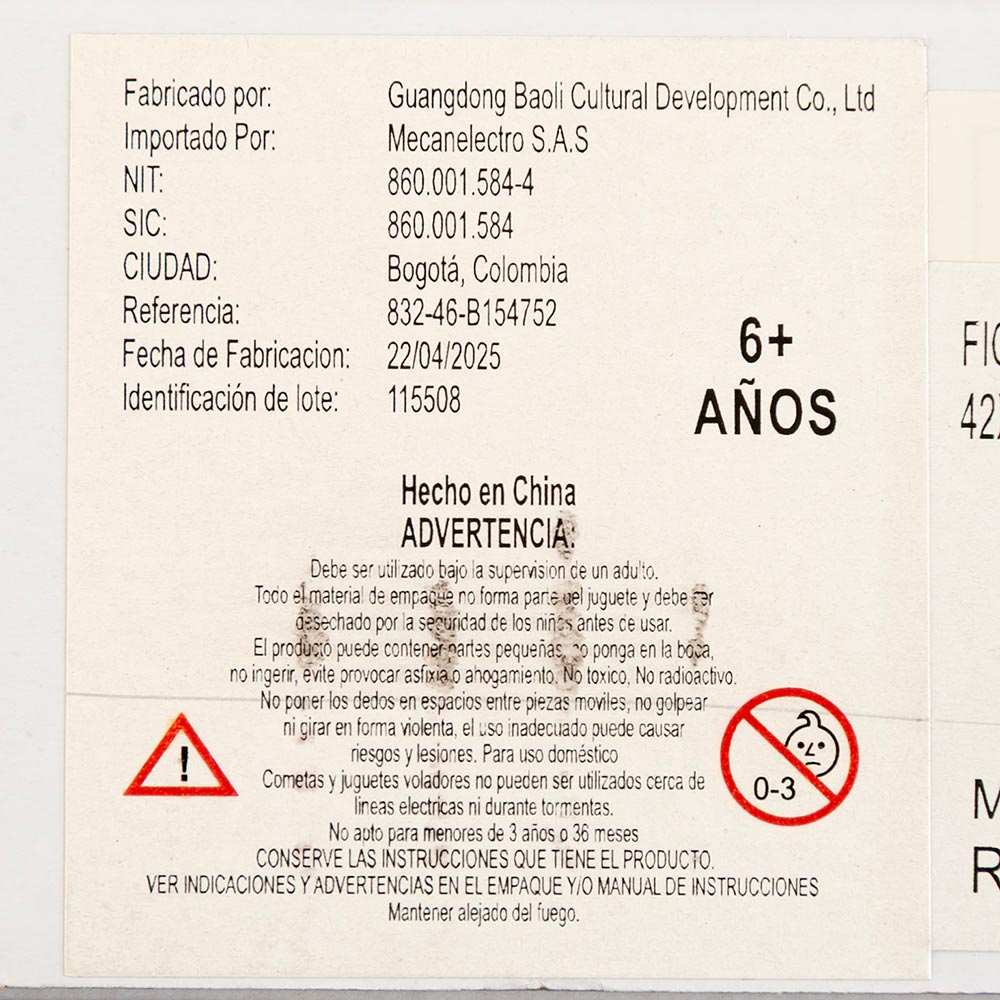 Fabricado por: Guangdong Baoli Cultural Development Co., Ltd
Importado Por: Mecanelectro S.A.S
NIT: 860.001.584-4
SIC: 860.001.584
CIUDAD: Bogotá, Colombia
Referencia: 832-46-B154752
Fecha de Fabricacion: 22/04/2025
Identificación de lote: 115508
6+
AÑOS
Hecho en China
ADVERTENCIA:
Debe ser utilizado bajo la supervision de un adulto.
Todo el material de empaque no forma parte del juguete y debe ser
desechado por la seguridad de los niños antes de usar.
El producto puede contener partes pequeñas, no ponga en la boca,
no ingerir, evite provocar asfixia o ahogamiento. No toxico, No radioactivo.
No poner los dedos en espacios entre piezas moviles, no golpear
ni girar en forma violenta, el uso inadecuado puede causar
riesgos y lesiones. Para uso doméstico
Cometas y juguetes voladores no pueden ser utilizados cerca de
lineas electricas ni durante tormentas.
No apto para menores de 3 años o 36 meses
CONSERVE LAS INSTRUCCIONES QUE TIENE EL PRODUCTO.
VER INDICACIONES Y ADVERTENCIAS EN EL EMPAQUE Y/O MANUAL DE INSTRUCCIONES
Mantener alejado del fuego.
!
0-3